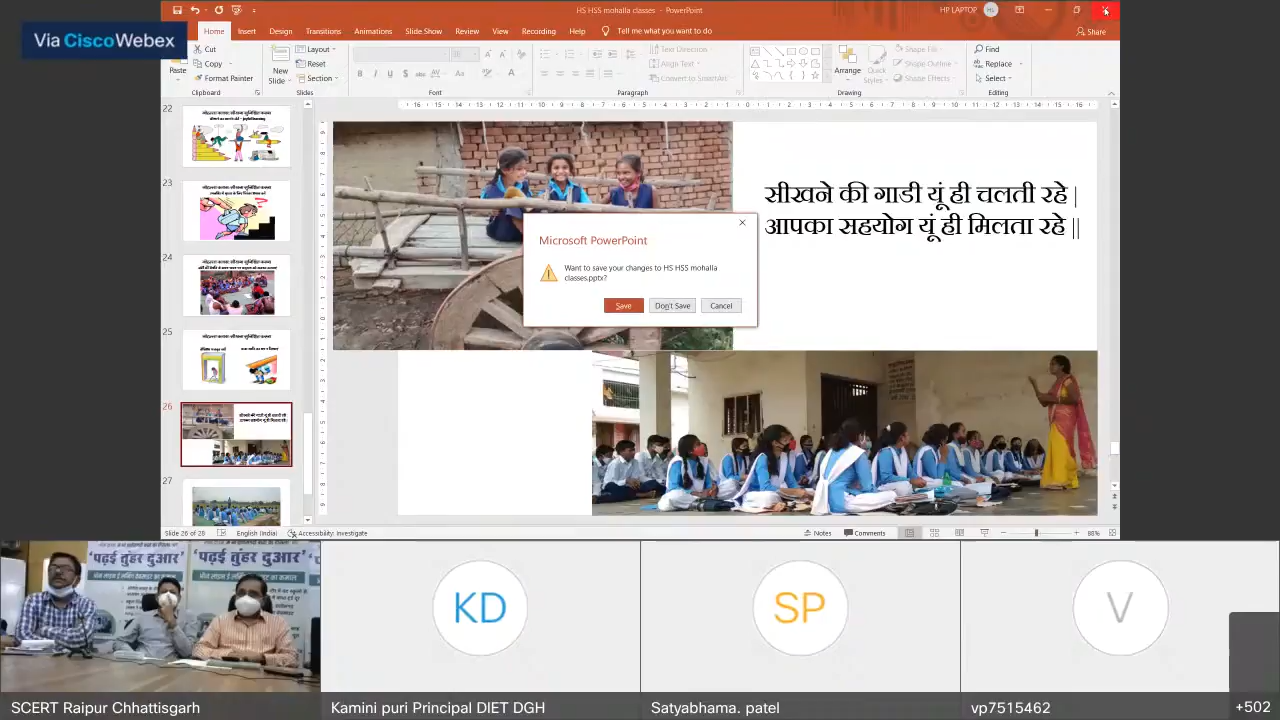 HS HSS mohalla classes - PowerPoint
HP LAPTOP
HL
Via CiscoWebex
Home Insert Design Transitions Animations Slide Show Review View Recording Help Tell me what you want to do
Share
Paste
Cut
Copy
Format Painter
Clipboard
New
Slide
Layout
Reset
Section
Slides
Font
Text Direction
Align Text
Convert to SmartArt
Paragraph
Arrange
Quick
Styles
Shape Fill
Shape Outline
Shape Effects
Drawing
Find
Replace
Select
Editing
22
23
24
25
26
27
सीखने की गाडी यूं ही चलती रहे |
आपका सहयोग यूं ही मिलता रहे ||
Microsoft PowerPoint
Want to save your changes to HS HSS mohalla
classes.pptx?
Save Don't Save Cancel
Slide 26 of 28 English (India) Accessibility: Investigate
Notes Comments 88%
'पढ़ई तुंहर दुआर'
'पढ़ई तुंहर दुआर'
KD
SP
V
SCERT Raipur Chhattisgarh
Kamini puri Principal DIET DGH
Satyabhama. patel
vp7515462
+502